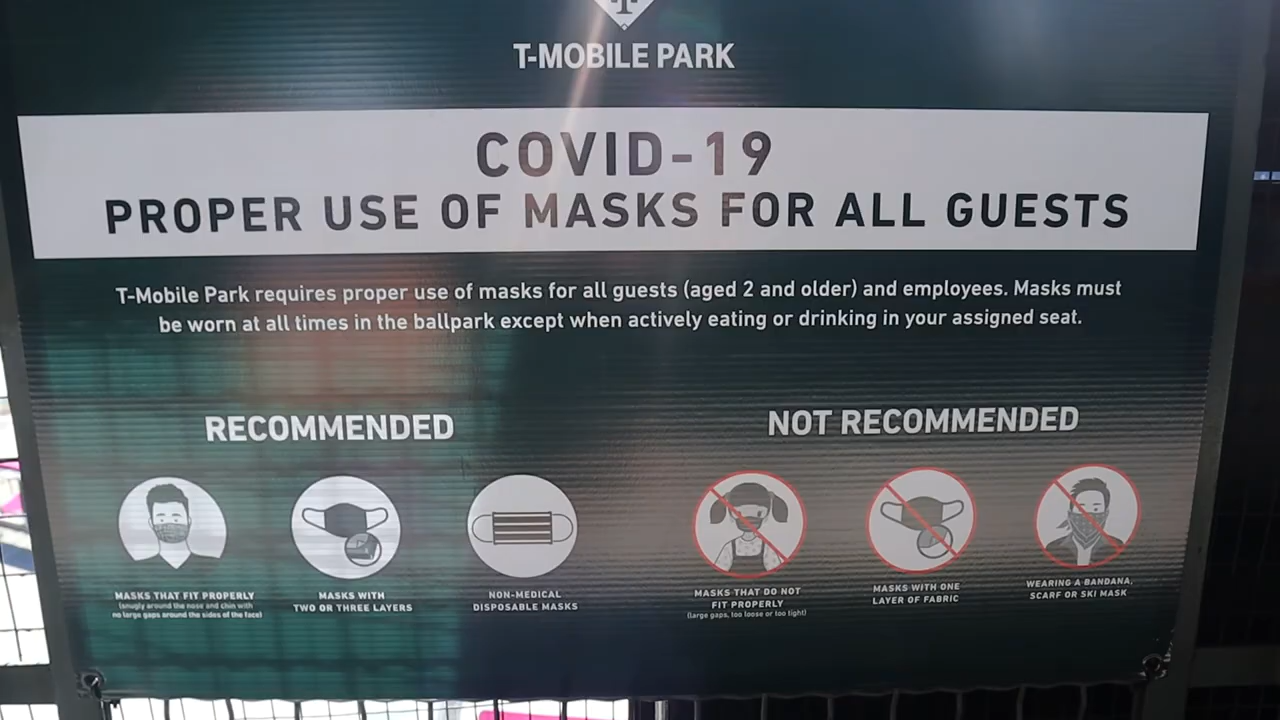 T
T-MOBILE PARK
COVID-19
PROPER USE OF MASKS FOR ALL GUESTS
T-Mobile Park requires proper use of masks for all guests (aged 2 and older) and employees. Masks must
be worn at all times in the ballpark except when actively eating or drinking in your assigned seat.
RECOMMENDED
MASKS THAT FIT PROPERLY
(snugly around the nose and chin with
no large gaps around the sides of the face)
MASKS WITH
TWO OR THREE LAYERS
NON-MEDICAL
DISPOSABLE MASKS
NOT RECOMMENDED
MASKS THAT DO NOT
FIT PROPERLY
(large gaps, too loose or too tight)
MASKS WITH ONE
LAYER OF FABRIC
WEARING A BANDANA,
SCARF OR SKI MASK